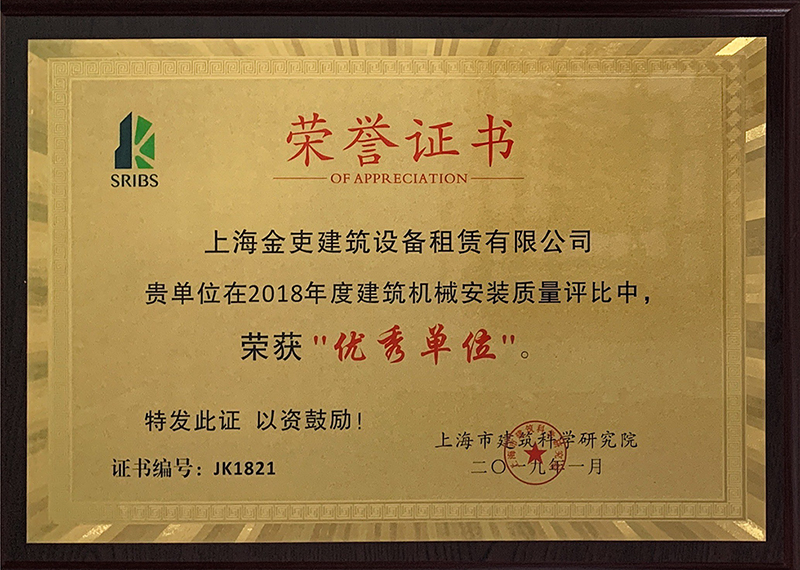 SRIBS
荣誉证书
OF APPRECIATION
上海金吏建筑设备租赁有限公司
贵单位在2018年度建筑机械安装质量评比中，
荣获"优秀单位"。
特发此证 以资鼓励！
上海市建筑科学研究院
二〇一九年一月
证书编号：JK1821